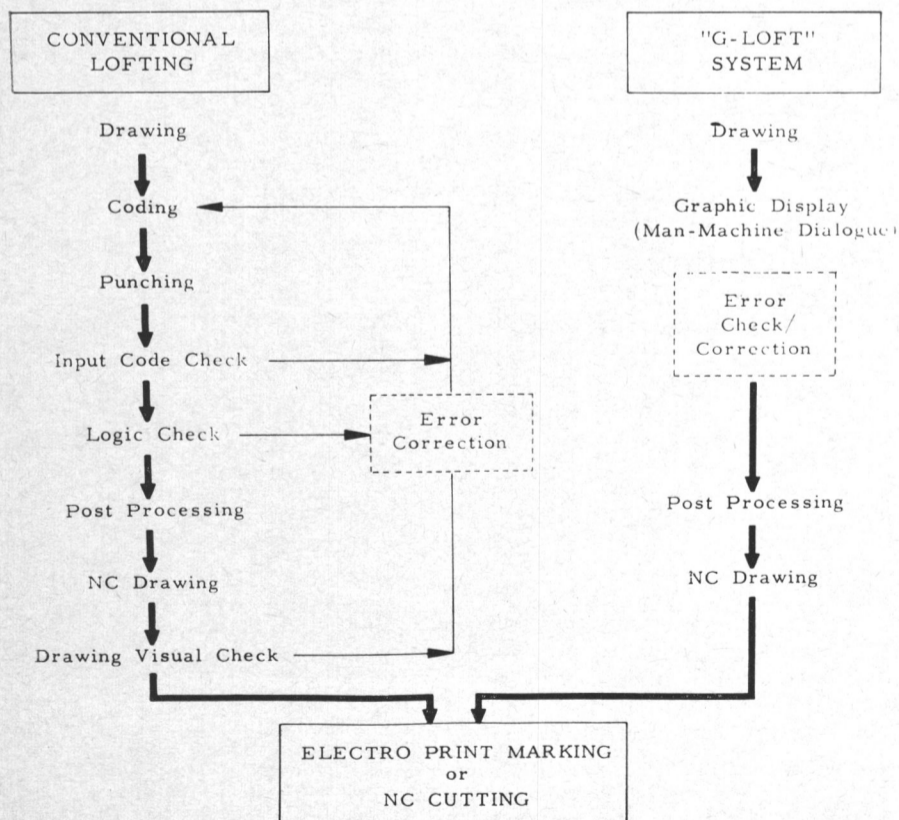 CONVENTIONAL
LOFTING
Drawing
Coding
Punching
Input Code Check
Logic Check
Post Processing
NC Drawing
Drawing Visual Check
Error
Correction
"G-LOFT"
SYSTEM
Drawing
Graphic Display
(Man-Machine Dialogue)
Error
Check/
Correction
Post Processing
NC Drawing
ELECTRO PRINT MARKING
or
NC CUTTING